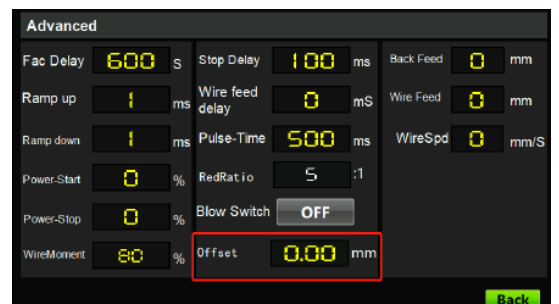 Advanced
Fac Delay 600 S Stop Delay 100 ms Back Feed 0 mm
Ramp up 1 ms Wire feed delay 0 mS Wire Feed 0 mm
Ramp down 1 ms Pulse-Time 500 ms WireSpd 0 mm/S
Power-Start 0 % RedRatio 5 :1
Power-Stop 0 % Blow Switch OFF
WireMoment 80 % Offset 0.00 mm
Back